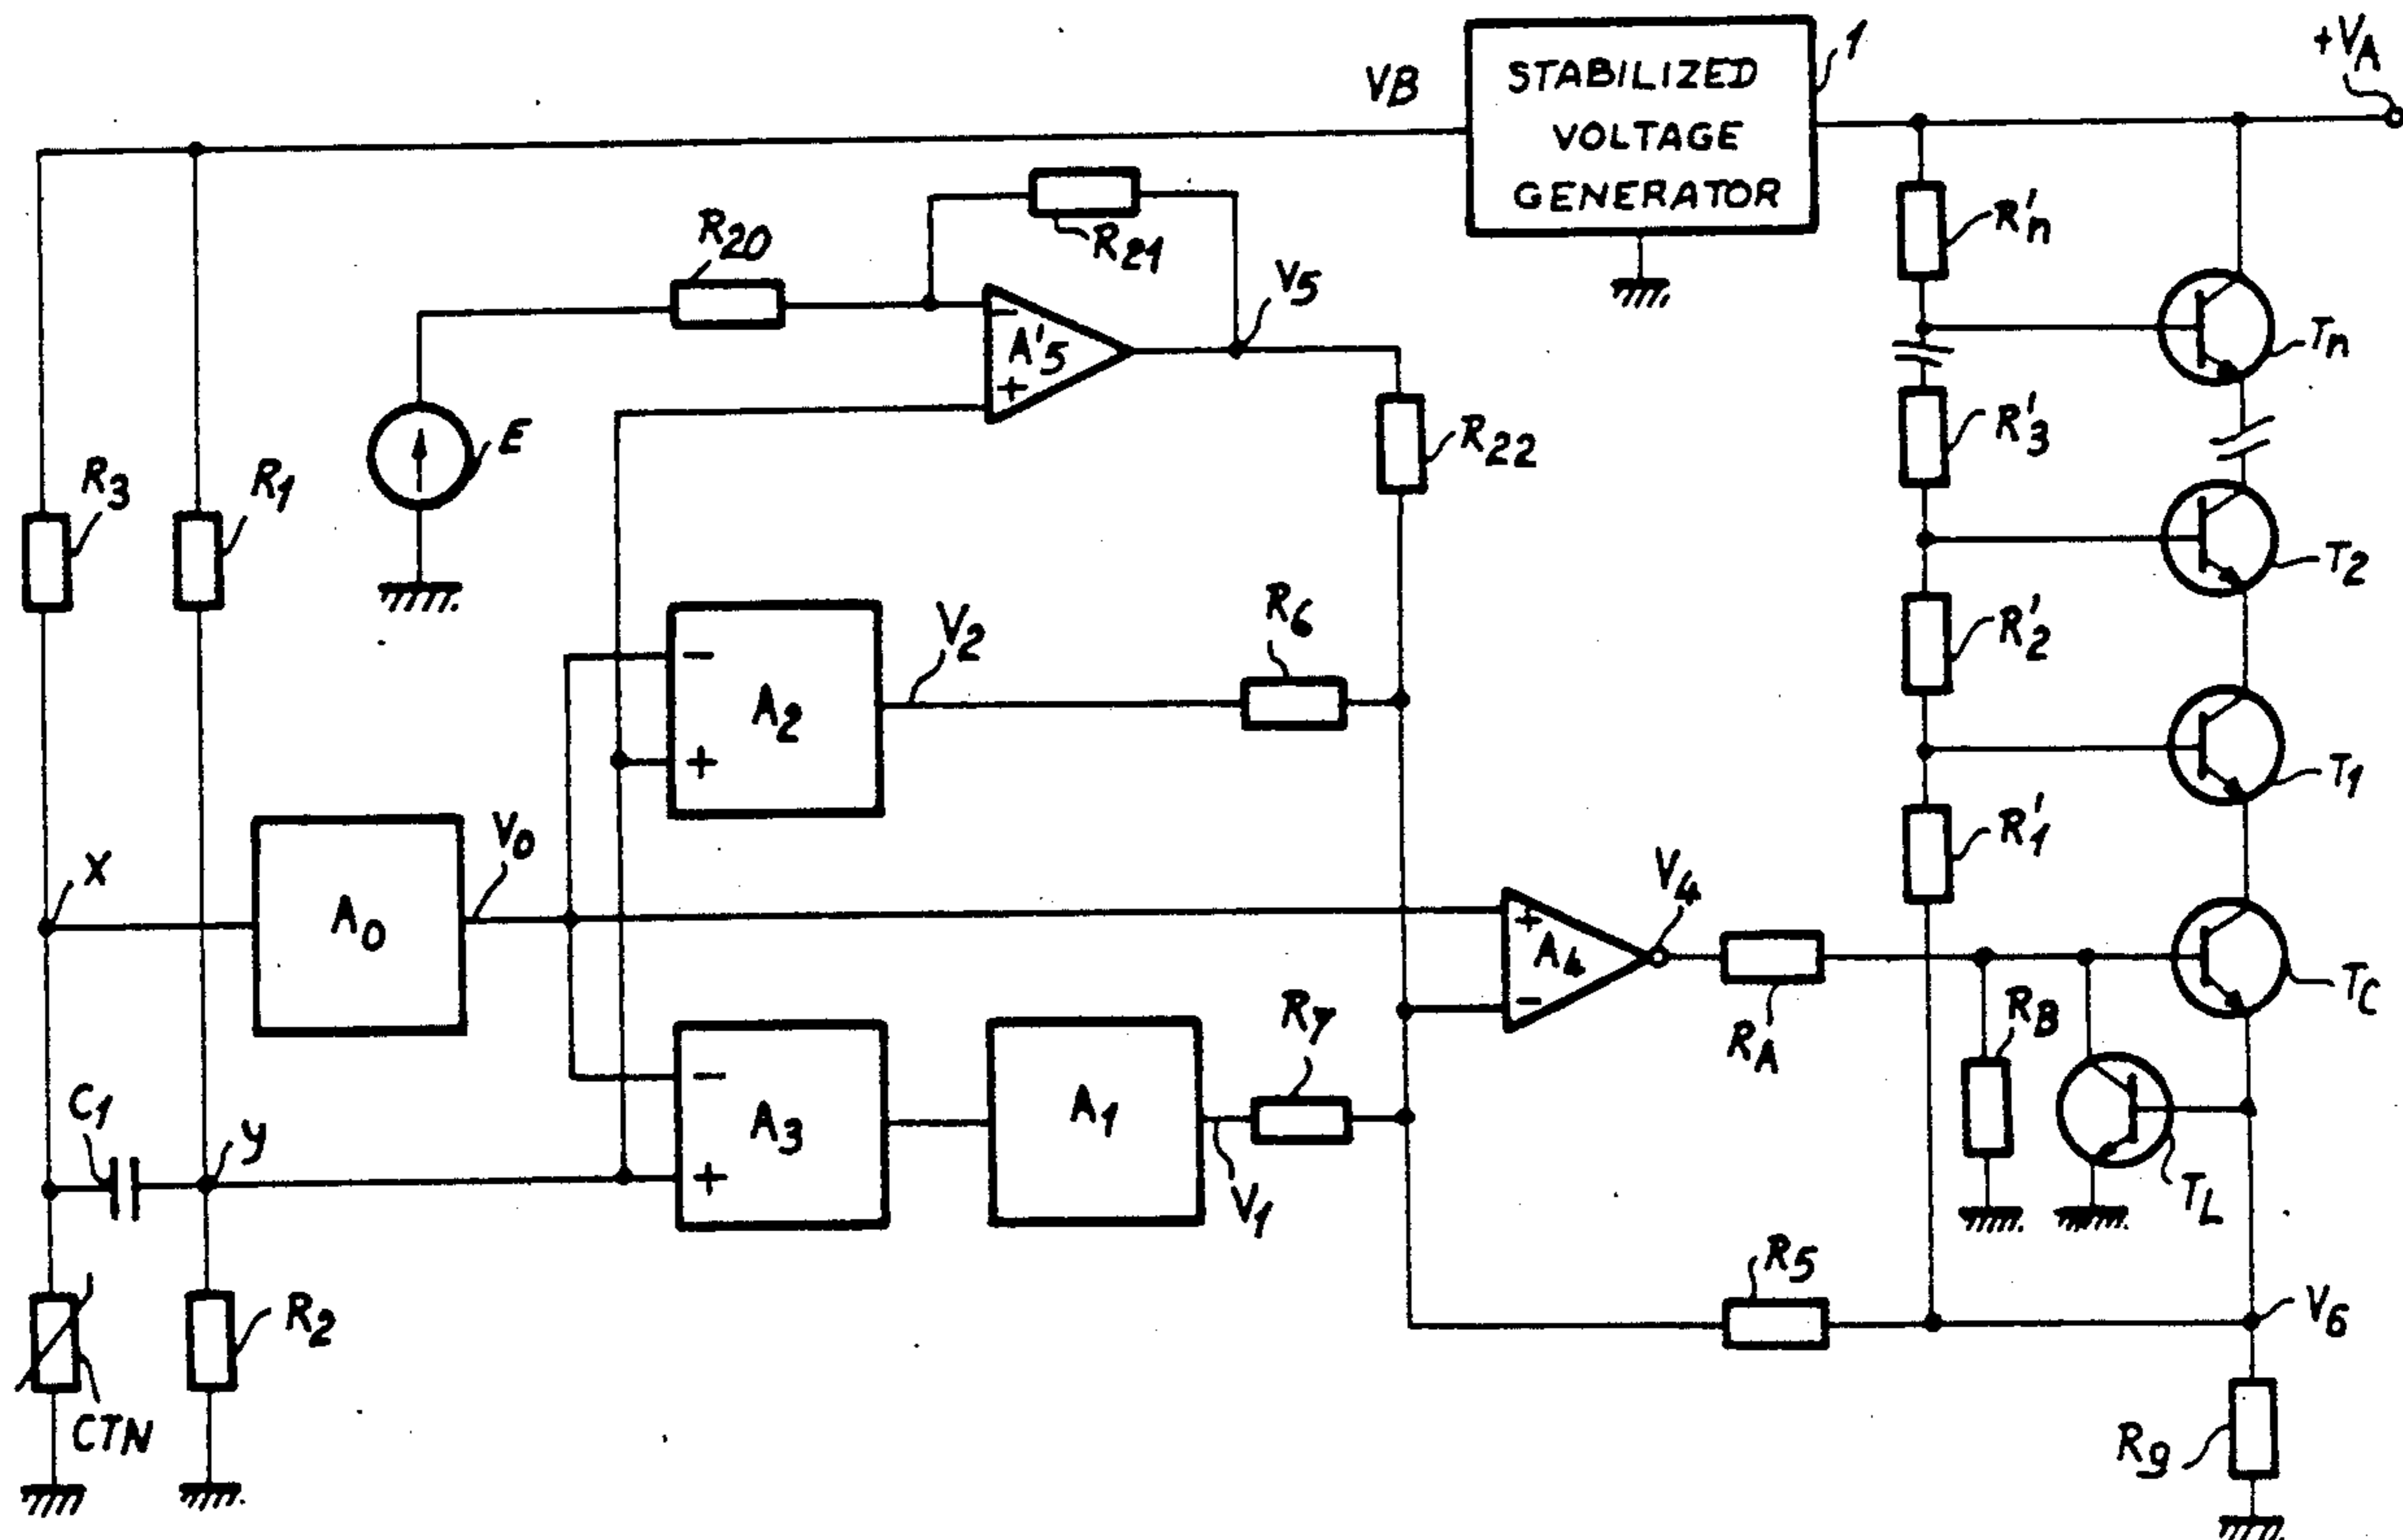 +VA
1
VB
STABILIZED
VOLTAGE
GENERATOR
R'n
R20
R21
V5
Tn
A'5
-
+
R'3
E
R22
R3
R1
T2
R'2
R6
V2
-
A2
+
T1
R'1
X
A0
V0
V4
+
A4
-
TC
RA
RB
R7
C1
y
-
A3
+
A1
V1
TL
R5
V6
R2
CTN
R9